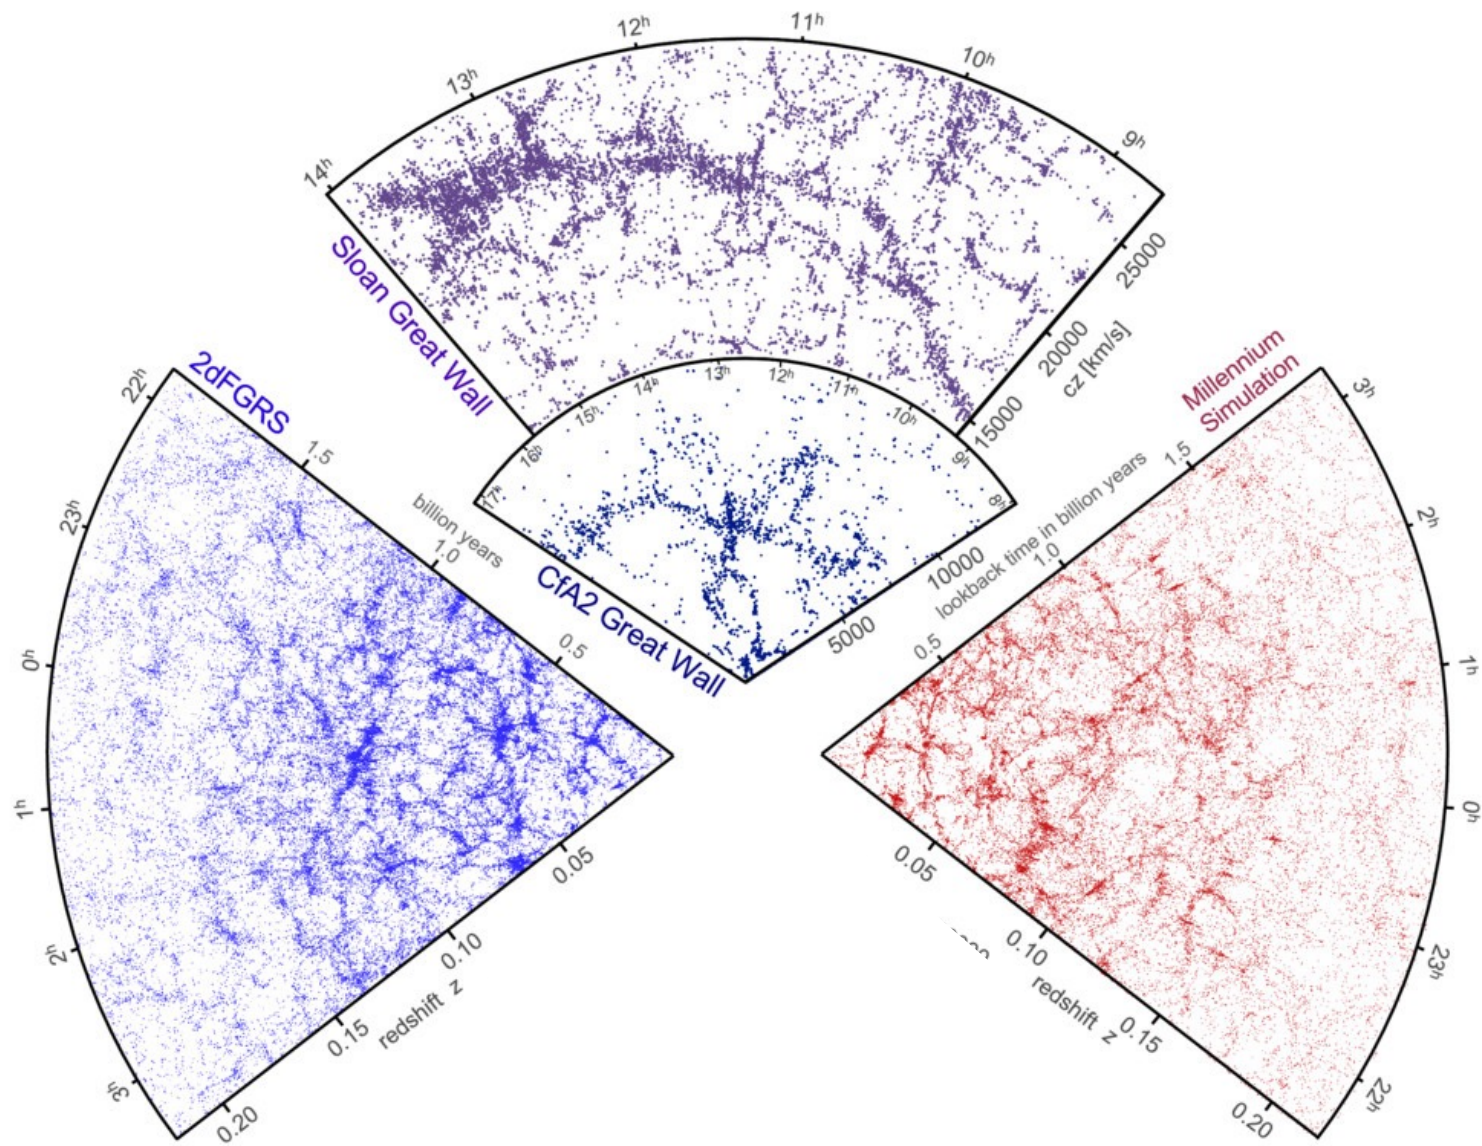 12ʰ
11ʰ
10ʰ
13ʰ
9ʰ
14ʰ
Sloan Great Wall
25000
20000
cz [km/s]
15000
2dFGRS
22ʰ
23ʰ
0ʰ
1ʰ
2ʰ
3ʰ
1.5
1.0
0.5
billion years
0.05
0.10
0.15
0.20
redshift z
17ʰ
16ʰ
15ʰ
14ʰ
13ʰ
12ʰ
11ʰ
10ʰ
9ʰ
8ʰ
CfA2 Great Wall
10000
5000
Millennium
Simulation
lookback time in billion years
1.5
1.0
0.5
3ʰ
2ʰ
1ʰ
0ʰ
23ʰ
22ʰ
0.05
0.10
0.15
0.20
redshift z